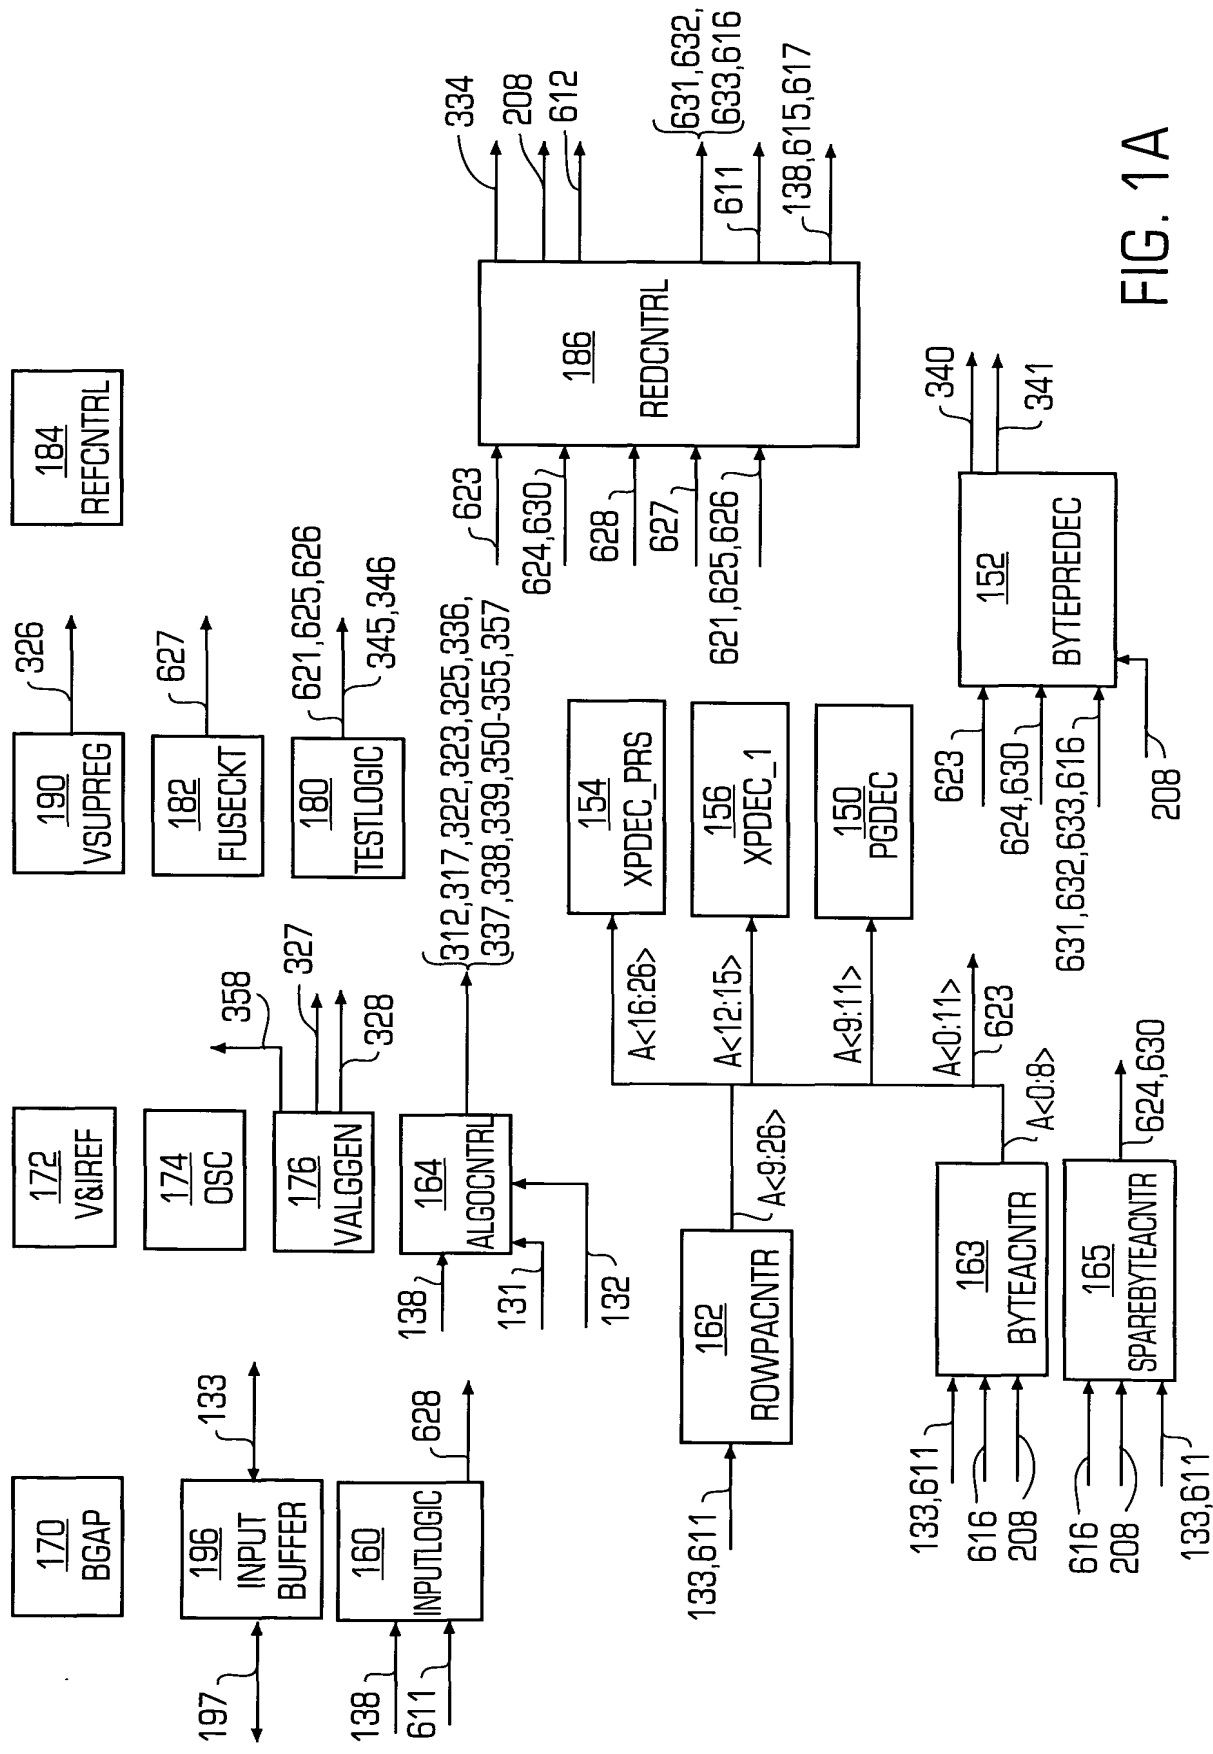 170
BGAP
172
V&IREF
190
VSUPREG
326
184
REFCNTRL
197
196
INPUT
BUFFER
133
174
OSC
182
FUSECKT
627
358
176
VALGGEN
327
328
180
TESTLOGIC
621,625,626
345,346
138
611
160
INPUTLOGIC
628
138
131
132
164
ALGOCNTRL
312,317,322,323,325,336,
337,338,339,350-355,357
623
624,630
628
627
621,625,626
186
REDCNTRL
334
208
612
631,632,
633,616
611
138,615,617
133,611
162
ROWPACNTR
A<9:26>
A<16:26>
154
XPDEC_PRS
A<12:15>
156
XPDEC_1
A<9:11>
150
PGDEC
A<0:11>
623
133,611
616
208
163
BYTEACNTR
A<0:8>
616
208
133,611
165
SPAREBYTEACNTR
624,630
623
624,630
631,632,633,616
208
152
BYTEPREDEC
340
341
FIG. 1A